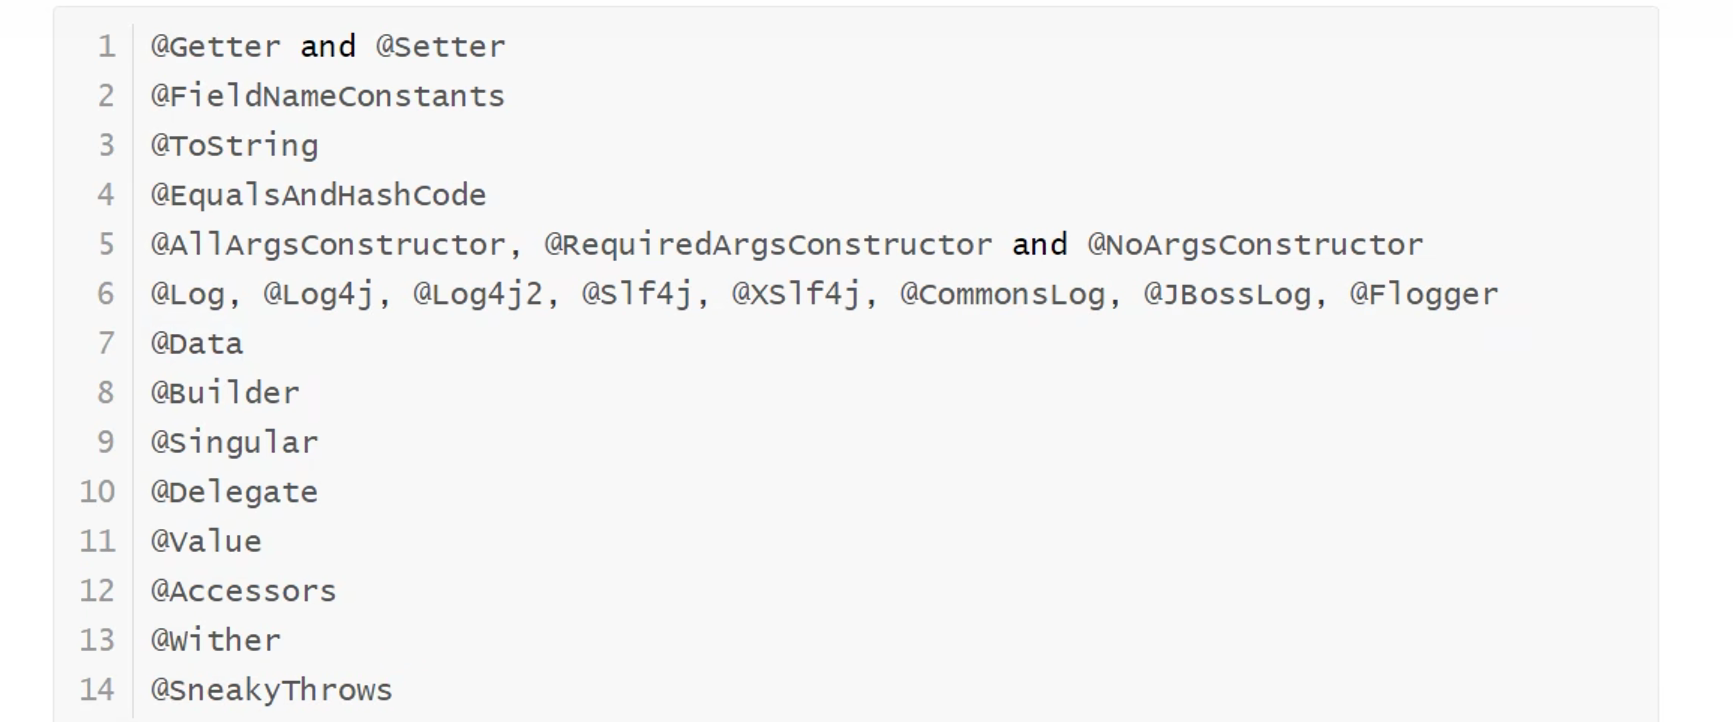 1 @Getter and @Setter
2 @FieldNameConstants
3 @ToString
4 @EqualsAndHashCode
5 @AllArgsConstructor, @RequiredArgsConstructor and @NoArgsConstructor
6 @Log, @Log4j, @Log4j2, @Slf4j, @XSlf4j, @CommonsLog, @JBossLog, @Flogger
7 @Data
8 @Builder
9 @Singular
10 @Delegate
11 @Value
12 @Accessors
13 @Wither
14 @SneakyThrows